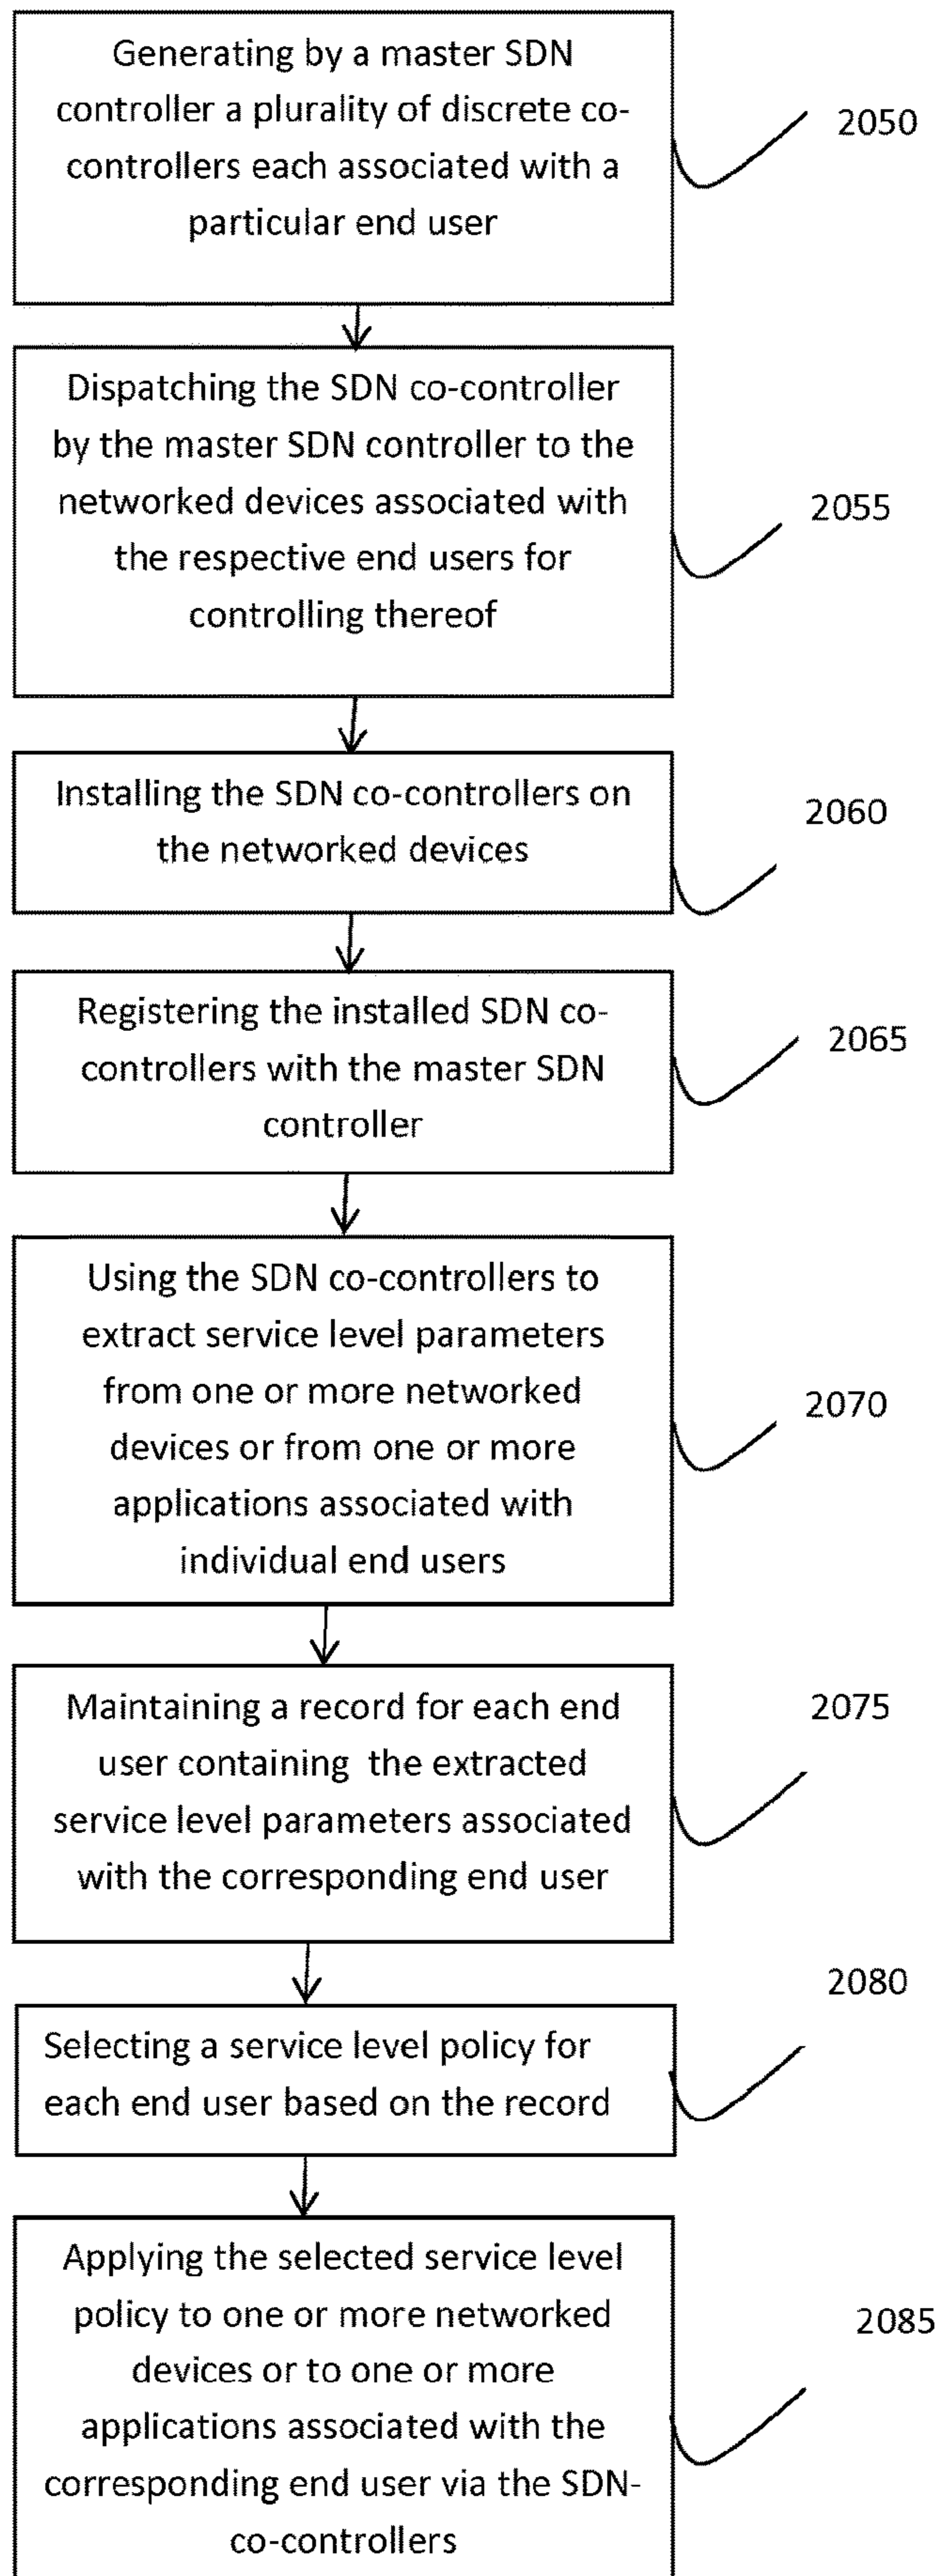 Generating by a master SDN
controller a plurality of discrete co-
controllers each associated with a
particular end user
2050
Dispatching the SDN co-controller
by the master SDN controller to the
networked devices associated with
the respective end users for
controlling thereof
2055
Installing the SDN co-controllers on
the networked devices
2060
Registering the installed SDN co-
controllers with the master SDN
controller
2065
Using the SDN co-controllers to
extract service level parameters
from one or more networked
devices or from one or more
applications associated with
individual end users
2070
Maintaining a record for each end
user containing the extracted
service level parameters associated
with the corresponding end user
2075
Selecting a service level policy for
each end user based on the record
2080
Applying the selected service level
policy to one or more networked
devices or to one or more
applications associated with the
corresponding end user via the SDN-
co-controllers
2085